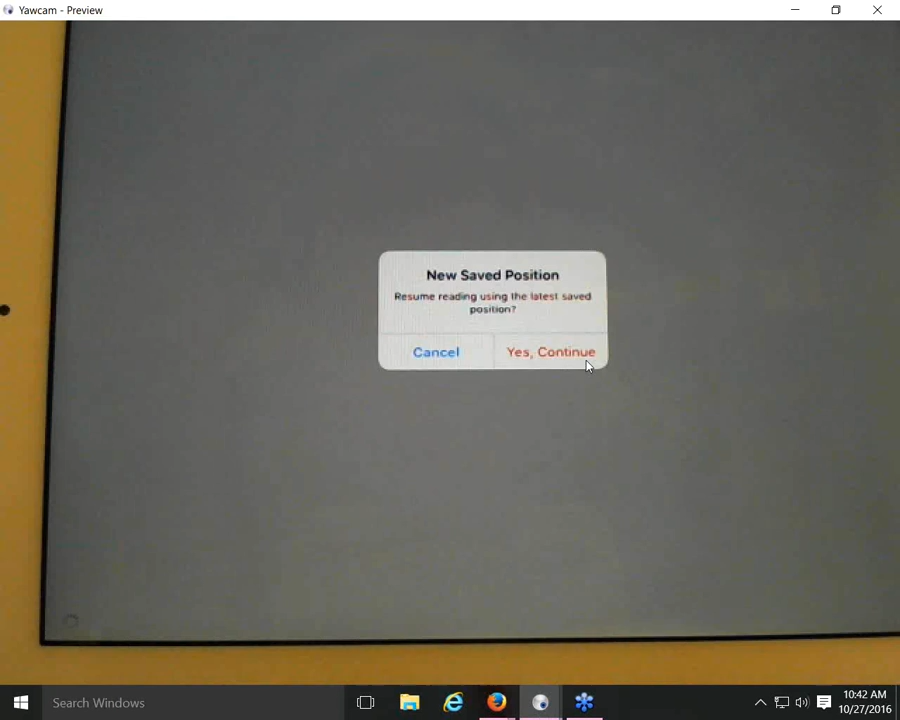 Yawcam - Preview
New Saved Position
Resume reading using the latest saved
position?
Cancel
Yes, Continue
Search Windows
10:42 AM
10/27/2016